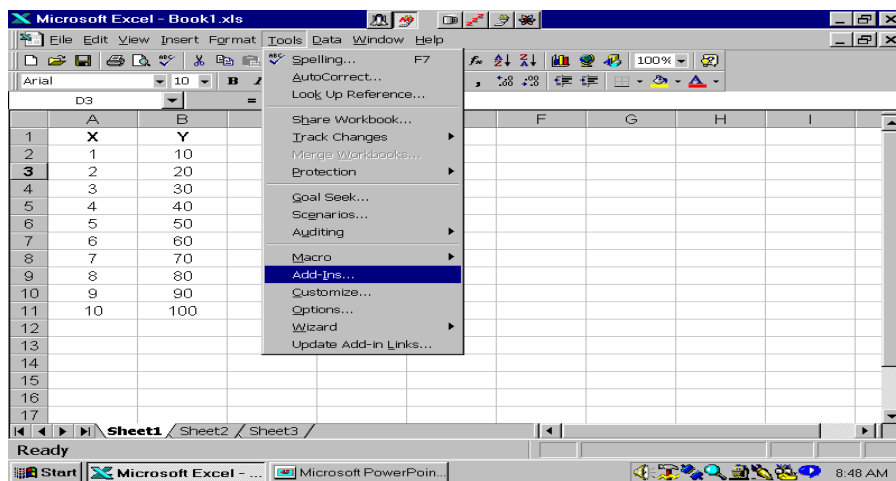 Microsoft Excel - Book1.xls
File Edit View Insert Format Tools Data Window Help
100%
Arial 10 B
D3 =
Spelling... F7
AutoCorrect...
Look Up Reference...
Share Workbook...
Track Changes
Merge Workbooks...
Protection
Goal Seek...
Scenarios...
Auditing
Macro
Add-Ins...
Customize...
Options...
Wizard
Update Add-in Links...
A B F G H I
1 X Y
2 1 10
3 2 20
4 3 30
5 4 40
6 5 50
7 6 60
8 7 70
9 8 80
10 9 90
11 10 100
12
13
14
15
16
17
Sheet1 Sheet2 Sheet3
Ready
Start Microsoft Excel - ... Microsoft PowerPoin... 8:48 AM